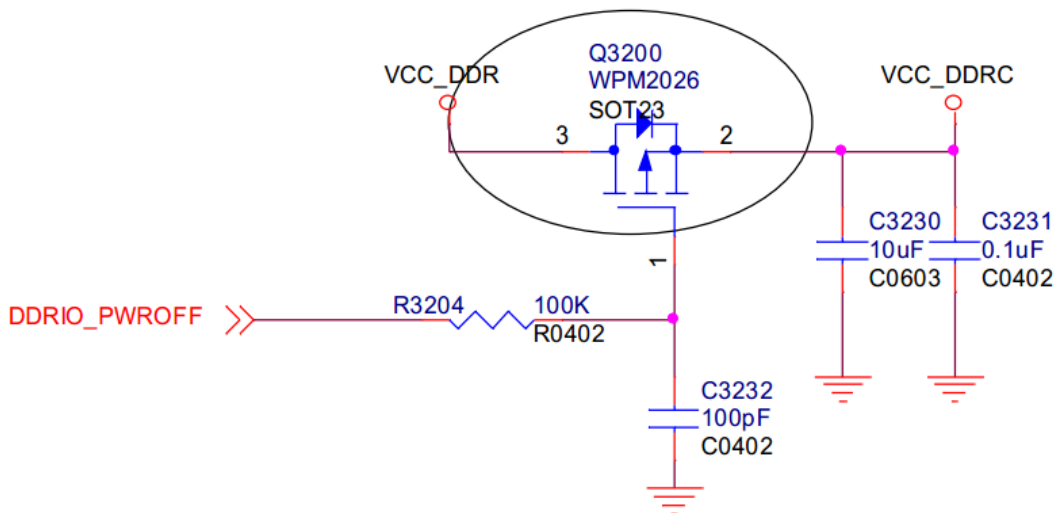 Q3200
VCC_DDR
WPM2026
VCC_DDRC
SOT23
3
2
C3230
10uF
C0603
C3231
0.1uF
C0402
1
DDRIO_PWROFF
R3204
100K
R0402
C3232
100pF
C0402